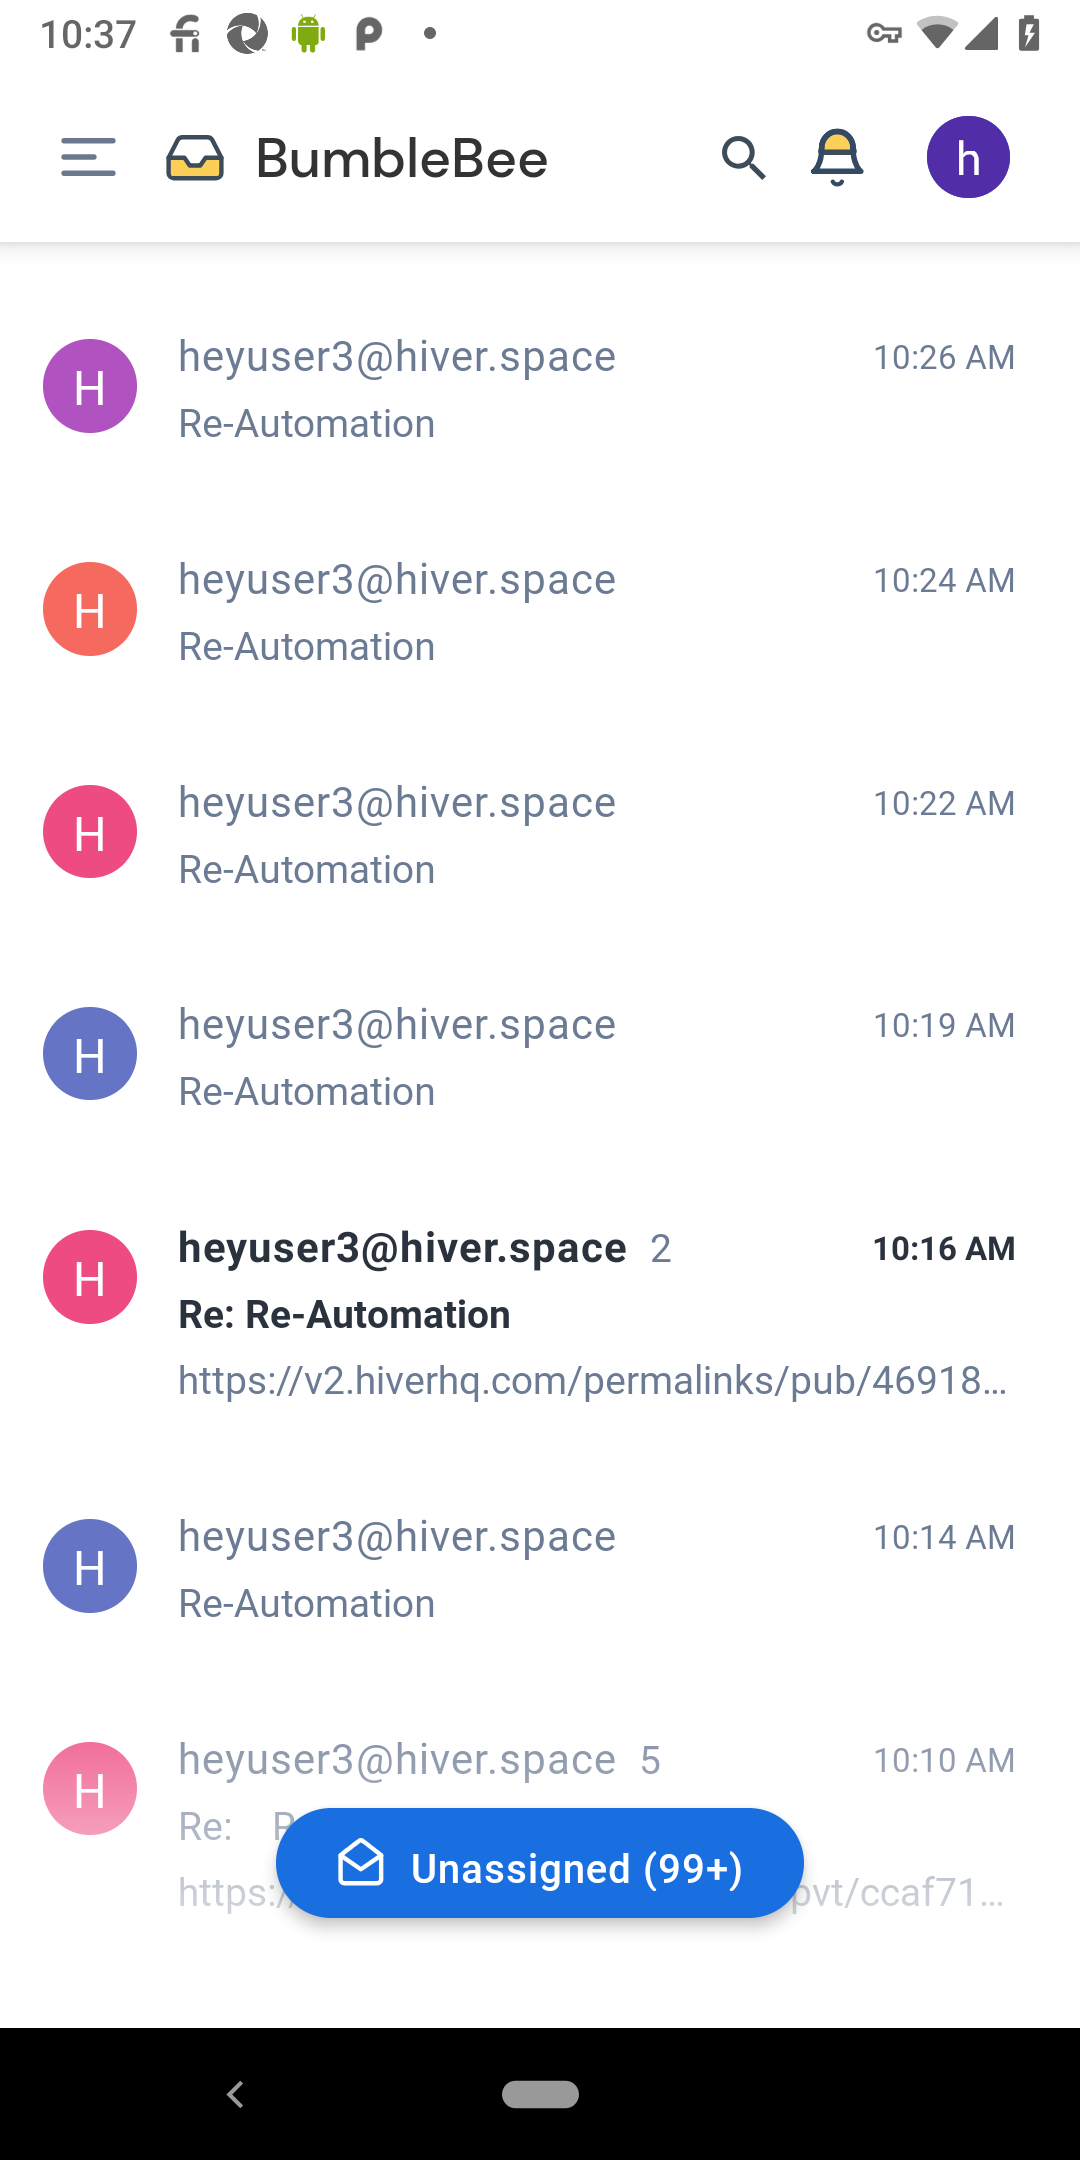 10:37
BumbleBee
h
H
heyuser3@hiver.space
10:26 AM
Re-Automation
H
heyuser3@hiver.space
10:24 AM
Re-Automation
H
heyuser3@hiver.space
10:22 AM
Re-Automation
H
heyuser3@hiver.space
10:19 AM
Re-Automation
H
heyuser3@hiver.space 2
10:16 AM
Re: Re-Automation
https://v2.hiverhq.com/permalinks/pub/46918...
H
heyuser3@hiver.space
10:14 AM
Re-Automation
H
heyuser3@hiver.space 5
10:10 AM
Re:
https:/
pvt/ccaf71...
Unassigned (99+)